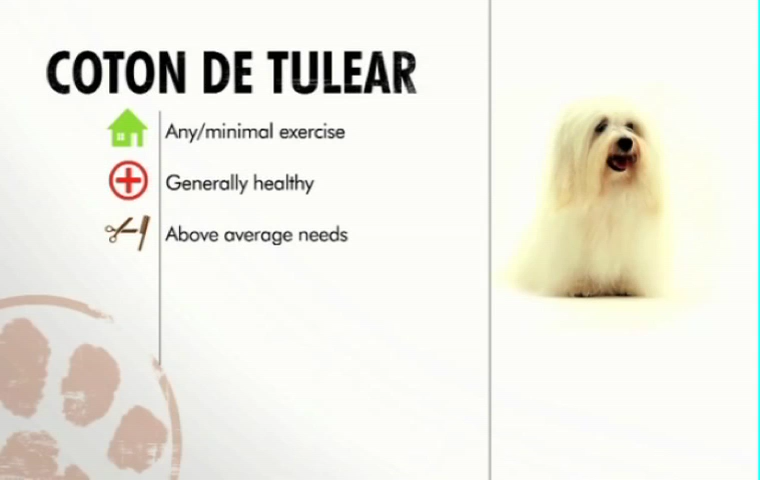 COTON DE TULEAR
Any/minimal exercise
Generally healthy
Above average needs